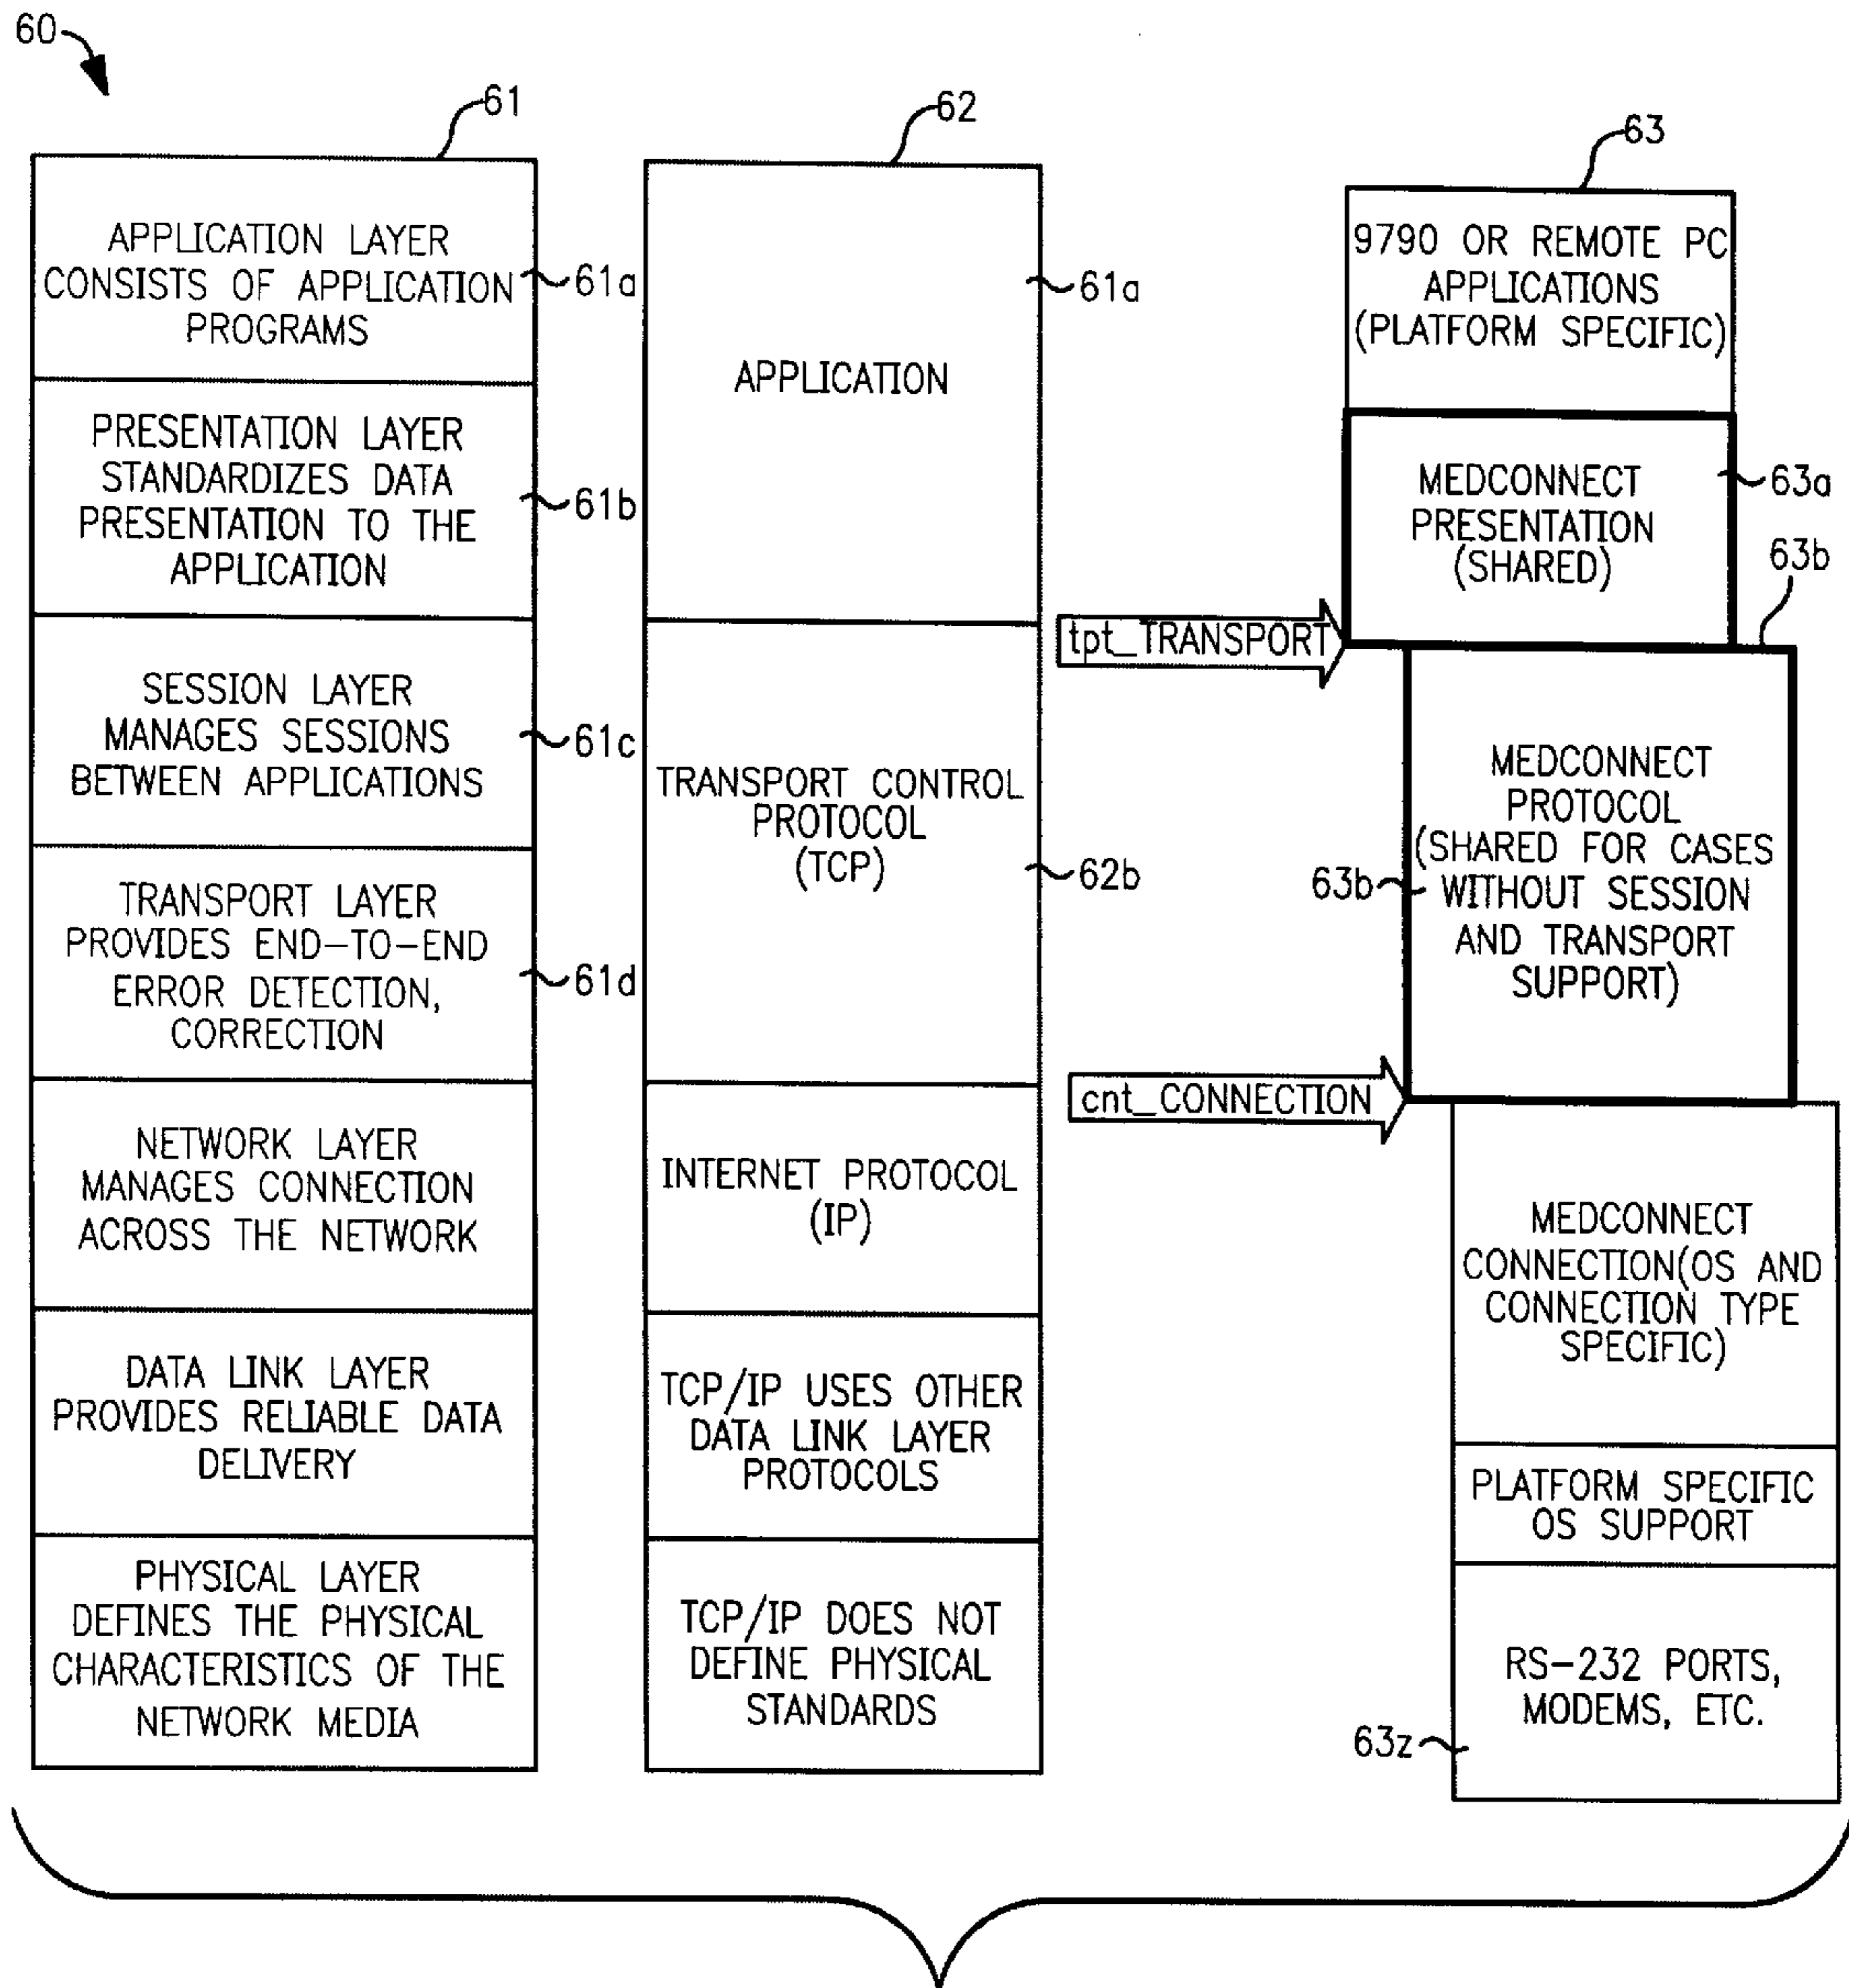 60
61
APPLICATION LAYER
CONSISTS OF APPLICATION
PROGRAMS
61a
PRESENTATION LAYER
STANDARDIZES DATA
PRESENTATION TO THE
APPLICATION
61b
SESSION LAYER
MANAGES SESSIONS
BETWEEN APPLICATIONS
61c
TRANSPORT LAYER
PROVIDES END-TO-END
ERROR DETECTION,
CORRECTION
61d
NETWORK LAYER
MANAGES CONNECTION
ACROSS THE NETWORK
DATA LINK LAYER
PROVIDES RELIABLE DATA
DELIVERY
PHYSICAL LAYER
DEFINES THE PHYSICAL
CHARACTERISTICS OF THE
NETWORK MEDIA
62
61a
APPLICATION
TRANSPORT CONTROL
PROTOCOL
(TCP)
62b
INTERNET PROTOCOL
(IP)
TCP/IP USES OTHER
DATA LINK LAYER
PROTOCOLS
TCP/IP DOES NOT
DEFINE PHYSICAL
STANDARDS
tpt_TRANSPORT
cnt_CONNECTION
63
9790 OR REMOTE PC
APPLICATIONS
(PLATFORM SPECIFIC)
MEDCONNECT
PRESENTATION
(SHARED)
63a
63b
MEDCONNECT
PROTOCOL
(SHARED FOR CASES
WITHOUT SESSION
AND TRANSPORT
SUPPORT)
63b
MEDCONNECT
CONNECTION(OS AND
CONNECTION TYPE
SPECIFIC)
PLATFORM SPECIFIC
OS SUPPORT
RS-232 PORTS,
MODEMS, ETC.
63z